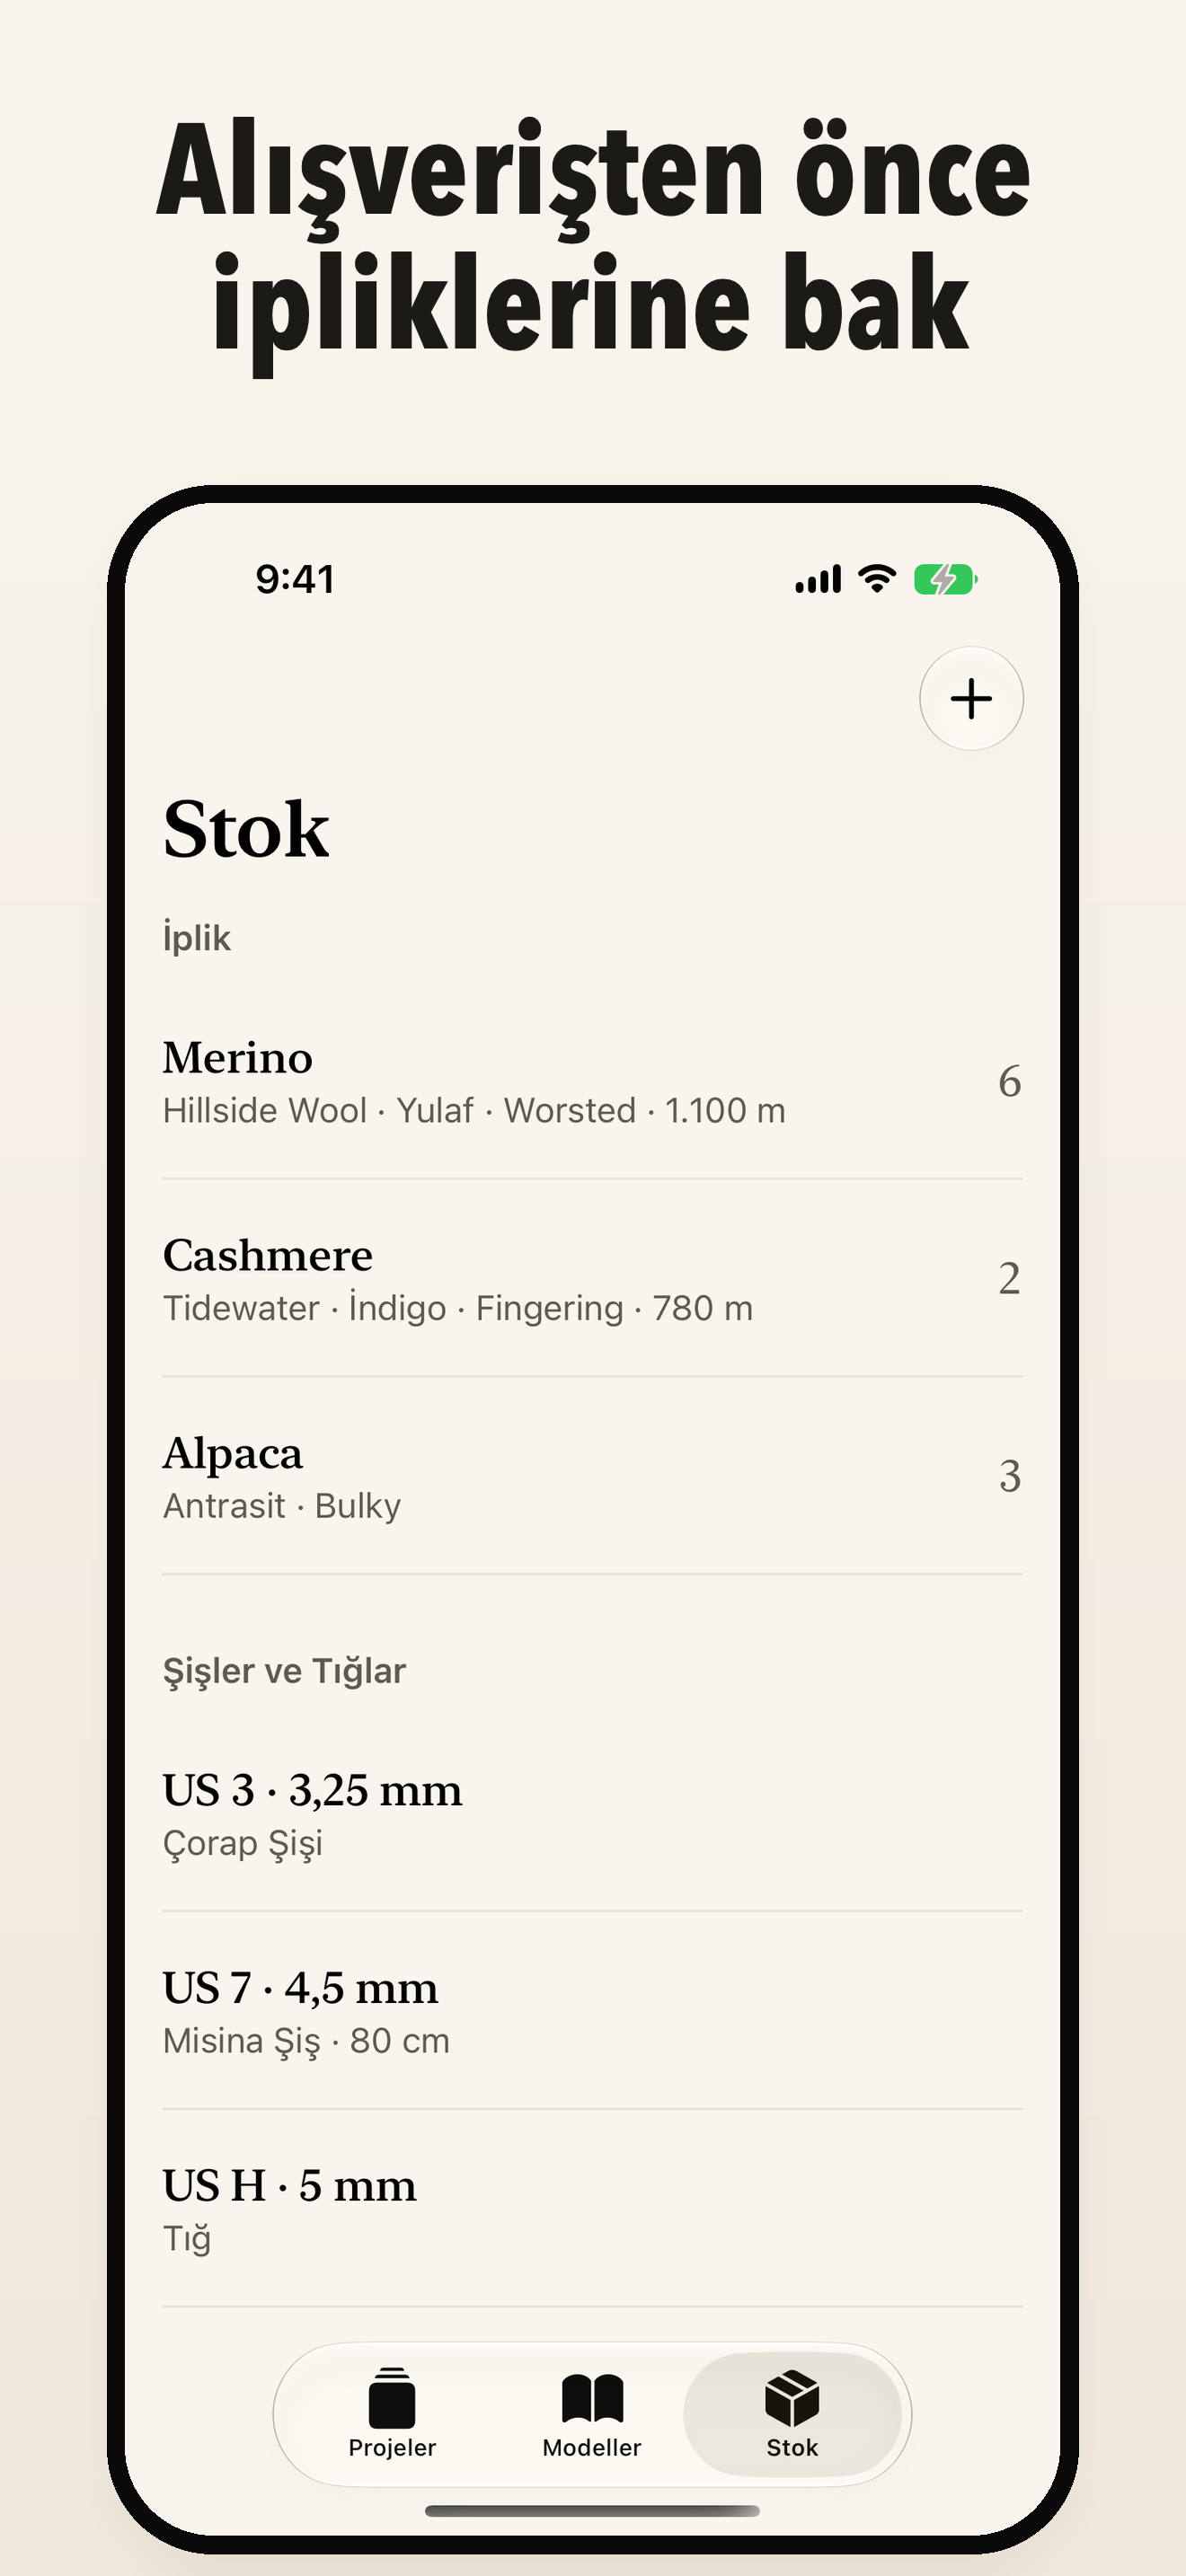 Alışverişten önce
ipliklerine bak
9:41
Stok
İplik
Merino
Hillside Wool · Yulaf · Worsted · 1.100 m
6
Cashmere
Tidewater · İndigo · Fingering · 780 m
2
Alpaca
Antrasit · Bulky
3
Şişler ve Tığlar
US 3 · 3,25 mm
Çorap Şişi
US 7 · 4,5 mm
Misina Şiş · 80 cm
US H · 5 mm
Tığ
Projeler
Modeller
Stok